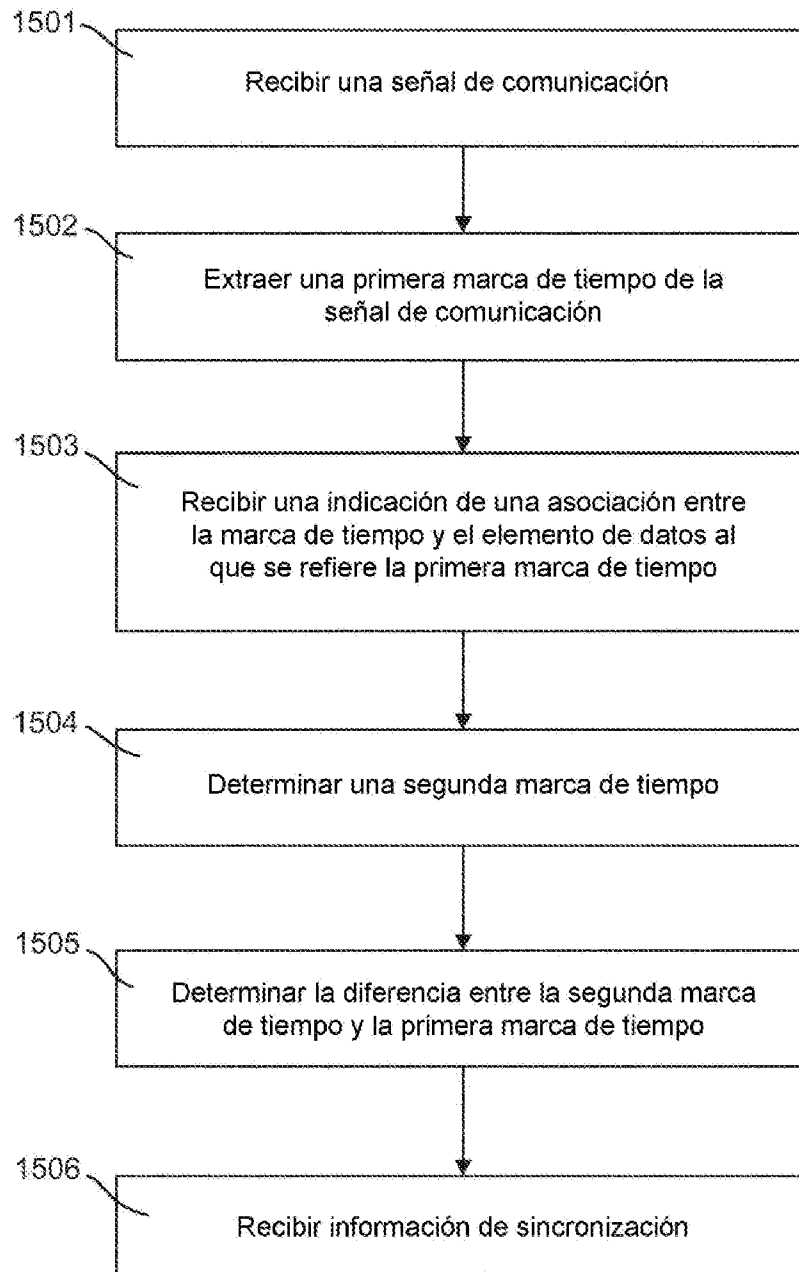 1501
Recibir una señal de comunicación
1502
Extraer una primera marca de tiempo de la
señal de comunicación
1503
Recibir una indicación de una asociación entre
la marca de tiempo y el elemento de datos al
que se refiere la primera marca de tiempo
1504
Determinar una segunda marca de tiempo
1505
Determinar la diferencia entre la segunda marca
de tiempo y la primera marca de tiempo
1506
Recibir información de sincronización